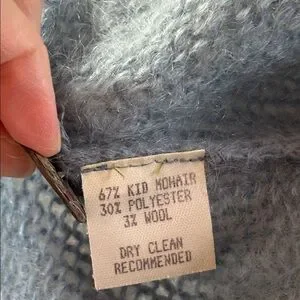 67% KID MOHAIR
30% POLYESTER
3% WOOL
DRY CLEAN
RECOMMENDED